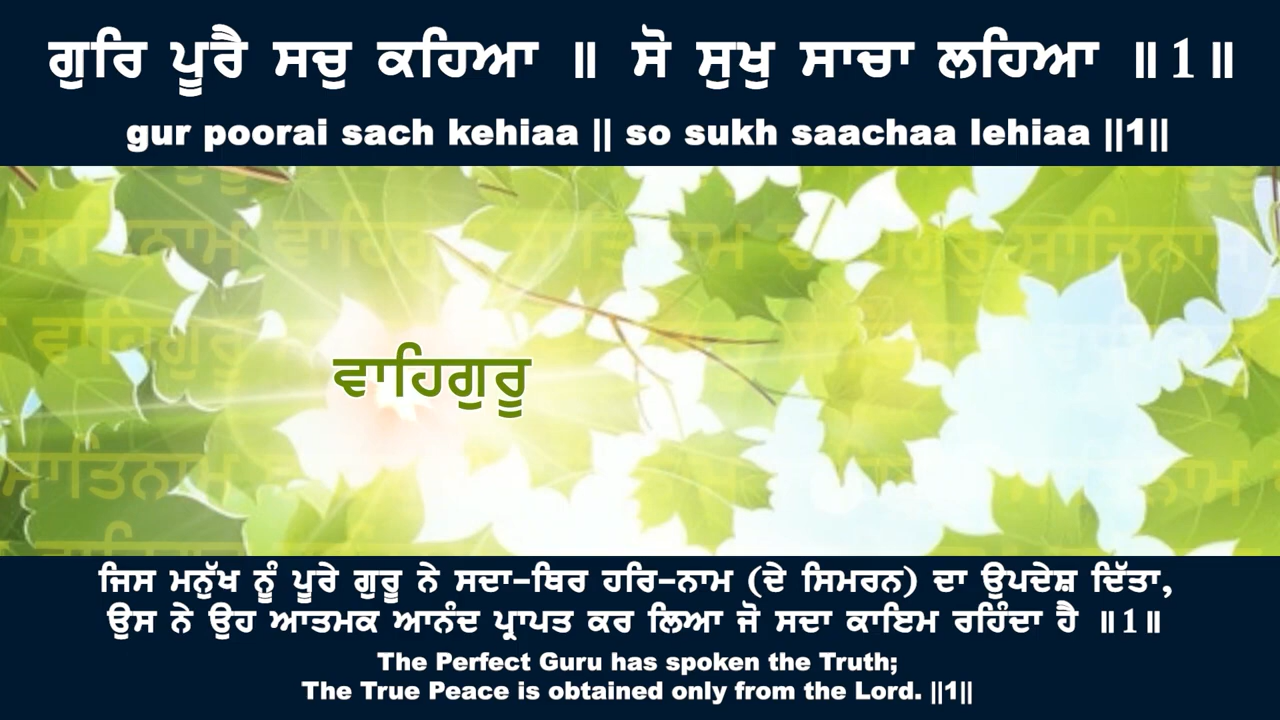 ਗੁਰਿ ਪੂਰੈ ਸਚੁ ਕਹਿਆ ॥ ਸੋ ਸੁਖੁ ਸਾਚਾ ਲਹਿਆ ॥1॥
gur poorai sach kehiaa || so sukh saachaa lehiaa ||1||
ਸਾਤਿਨਾਮ ਵਾਹਿਗੁਰੂ ਸਾਤਿਨਾਮ ਵਾਹਿਗੁਰੂ ਸਾਤਿਨਾਮ
ਵਾਹਿਗੁਰੂ
ਵਾਹਿਗੁਰੂ
ਸਾਤਿਨਾਮ
ਜਿਸ ਮਨੁੱਖ ਨੂੰ ਪੂਰੇ ਗੁਰੂ ਨੇ ਸਦਾ-ਥਿਰ ਹਰਿ-ਨਾਮ (ਦੇ ਸਿਮਰਨ) ਦਾ ਉਪਦੇਸ਼ ਦਿੱਤਾ,
ਉਸ ਨੇ ਉਹ ਆਤਮਕ ਆਨੰਦ ਪ੍ਰਾਪਤ ਕਰ ਲਿਆ ਜੋ ਸਦਾ ਕਾਇਮ ਰਹਿੰਦਾ ਹੈ ॥1॥
The Perfect Guru has spoken the Truth;
The True Peace is obtained only from the Lord. ||1||